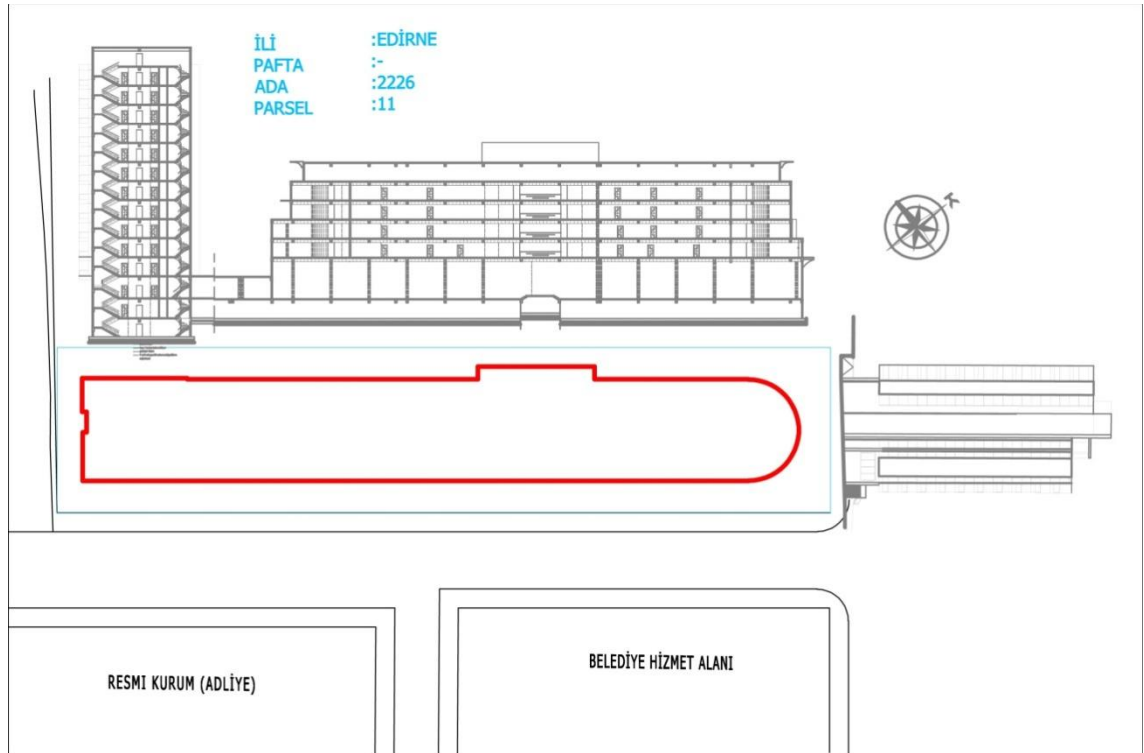 İLİ :EDİRNE
PAFTA :-
ADA :2226
PARSEL :11
K
RESMI KURUM (ADLİYE)
BELEDİYE HİZMET ALANI